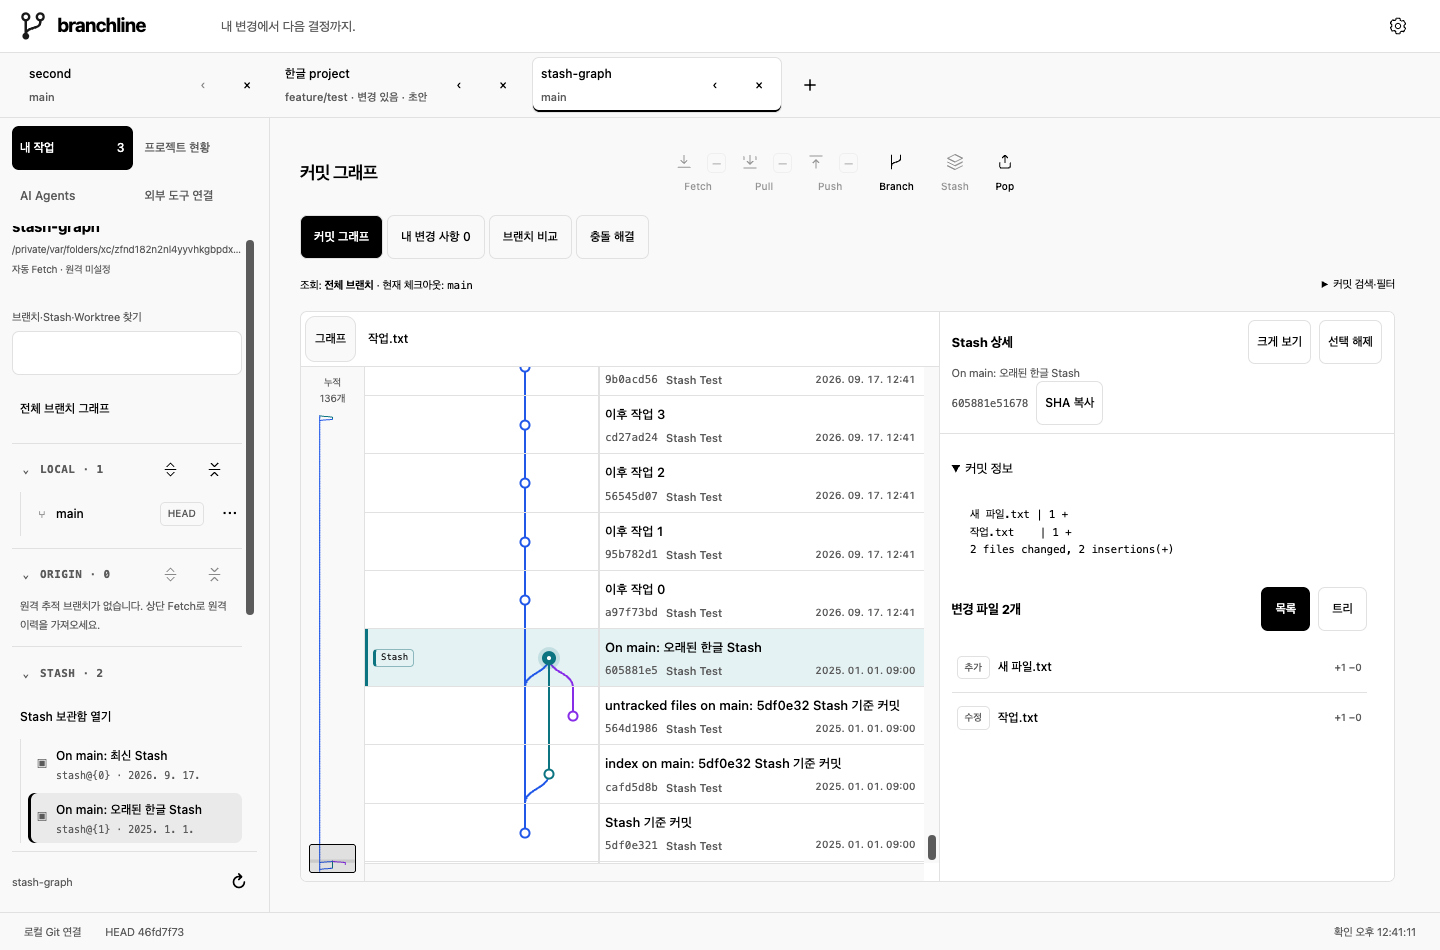 branchline
내 변경에서 다음 결정까지.
second
main
한글 project
feature/test · 변경 있음 · 초안
stash-graph
main
내 작업 3
프로젝트 현황
AI Agents
외부 도구 연결
stash-graph
/private/var/folders/xc/zfnd182n2nl4yyvhkgbpdx...
자동 Fetch · 원격 미설정
브랜치·Stash·Worktree 찾기
전체 브랜치 그래프
LOCAL · 1
main HEAD
ORIGIN · 0
원격 추적 브랜치가 없습니다. 상단 Fetch로 원격
이력을 가져오세요.
STASH · 2
Stash 보관함 열기
On main: 최신 Stash
stash@{0} · 2026. 9. 17.
On main: 오래된 한글 Stash
stash@{1} · 2025. 1. 1.
stash-graph
커밋 그래프
Fetch
Pull
Push
Branch
Stash
Pop
커밋 그래프
내 변경 사항 0
브랜치 비교
충돌 해결
조회: 전체 브랜치 · 현재 체크아웃: main
▶ 커밋 검색·필터
그래프
작업.txt
누적
136개
9b0acd56 Stash Test 2026. 09. 17. 12:41
이후 작업 3
cd27ad24 Stash Test 2026. 09. 17. 12:41
이후 작업 2
56545d07 Stash Test 2026. 09. 17. 12:41
이후 작업 1
95b782d1 Stash Test 2026. 09. 17. 12:41
이후 작업 0
a97f73bd Stash Test 2026. 09. 17. 12:41
Stash
On main: 오래된 한글 Stash
605881e5 Stash Test 2025. 01. 01. 09:00
untracked files on main: 5df0e32 Stash 기준 커밋
564d1986 Stash Test 2025. 01. 01. 09:00
index on main: 5df0e32 Stash 기준 커밋
cafd5d8b Stash Test 2025. 01. 01. 09:00
Stash 기준 커밋
5df0e321 Stash Test 2025. 01. 01. 09:00
Stash 상세
크게 보기
선택 해제
On main: 오래된 한글 Stash
605881e51678
SHA 복사
▼ 커밋 정보
새 파일.txt | 1 +
작업.txt | 1 +
2 files changed, 2 insertions(+)
변경 파일 2개
목록
트리
추가 새 파일.txt +1 −0
수정 작업.txt +1 −0
로컬 Git 연결
HEAD 46fd7f73
확인 오후 12:41:11